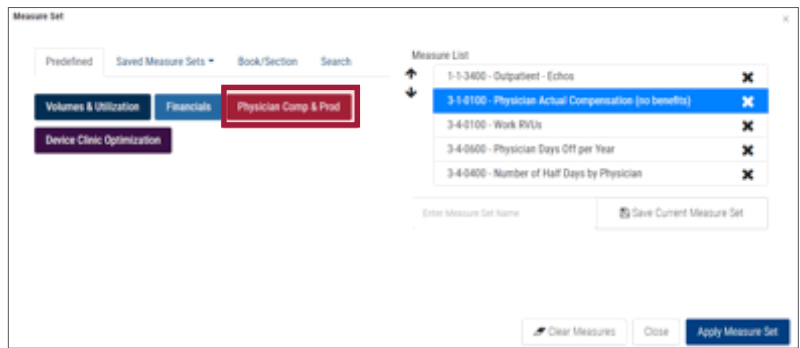 Measure Set
Predefined Saved Measure Sets Book/Section Search
Volumes & Utilization Financials Physician Comp & Prod
Device Clinic Optimization
Measure List
1-1-3400 - Outpatient - Echos
3-1-0100 - Physician Actual Compensation (no benefits)
3-4-0100 - Work RVUs
3-4-0600 - Physician Days Off per Year
3-4-0400 - Number of Half Days by Physician
Enter Measure Set Name Save Current Measure Set
Clear Measures Close Apply Measure Set